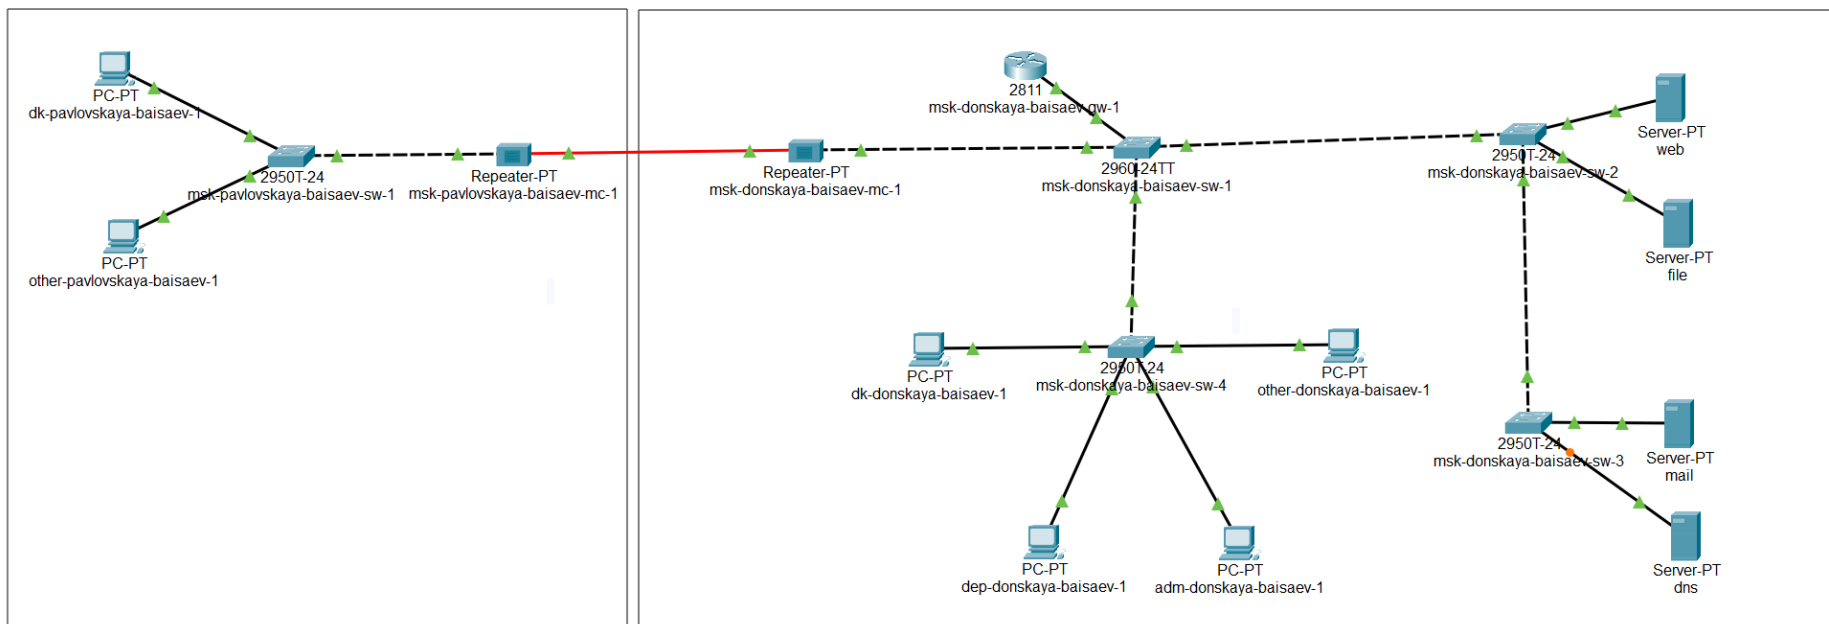 PC-PT
dk-pavlovskaya-baisaev-1
2950T-24
msk-pavlovskaya-baisaev-sw-1
PC-PT
other-pavlovskaya-baisaev-1
Repeater-PT
msk-pavlovskaya-baisaev-mc-1
Repeater-PT
msk-donskaya-baisaev-mc-1
2811
msk-donskaya-baisaev-gw-1
2960-24TT
msk-donskaya-baisaev-sw-1
2950T-24
msk-donskaya-baisaev-sw-2
Server-PT
web
Server-PT
file
PC-PT
dk-donskaya-baisaev-1
2950T-24
msk-donskaya-baisaev-sw-4
PC-PT
other-donskaya-baisaev-1
PC-PT
dep-donskaya-baisaev-1
PC-PT
adm-donskaya-baisaev-1
2950T-24
msk-donskaya-baisaev-sw-3
Server-PT
mail
Server-PT
dns